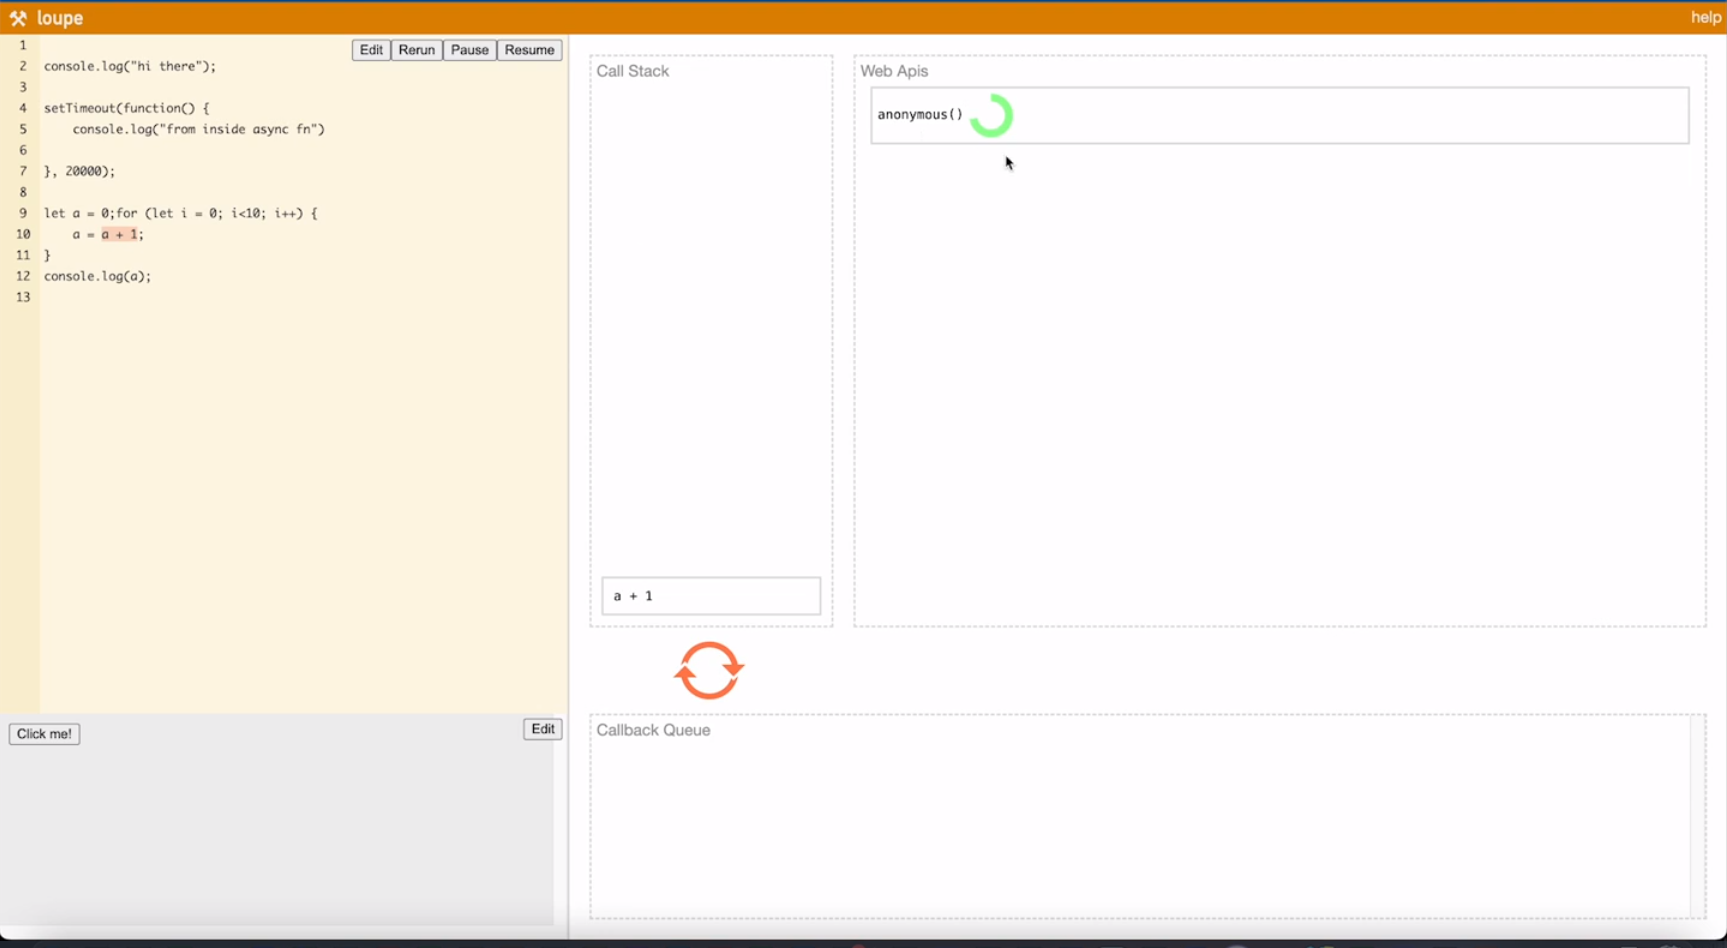 loupe
help
Edit Rerun Pause Resume
1
2 console.log("hi there");
3
4 setTimeout(function() {
5 console.log("from inside async fn")
6
7 }, 20000);
8
9 let a = 0;for (let i = 0; i<10; i++) {
10 a = a + 1;
11 }
12 console.log(a);
13
Click me!
Edit
Call Stack
a + 1
Web Apis
anonymous()
Callback Queue